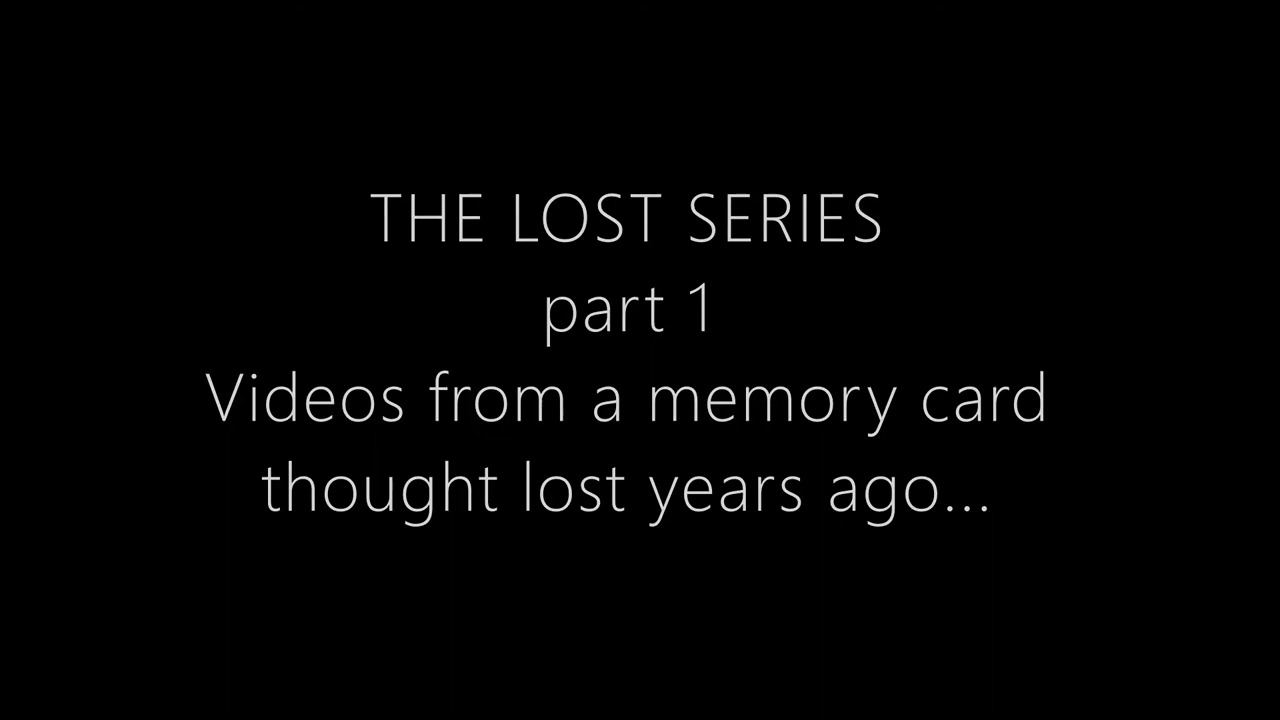 THE LOST SERIES
part 1
Videos from a memory card
thought lost years ago...